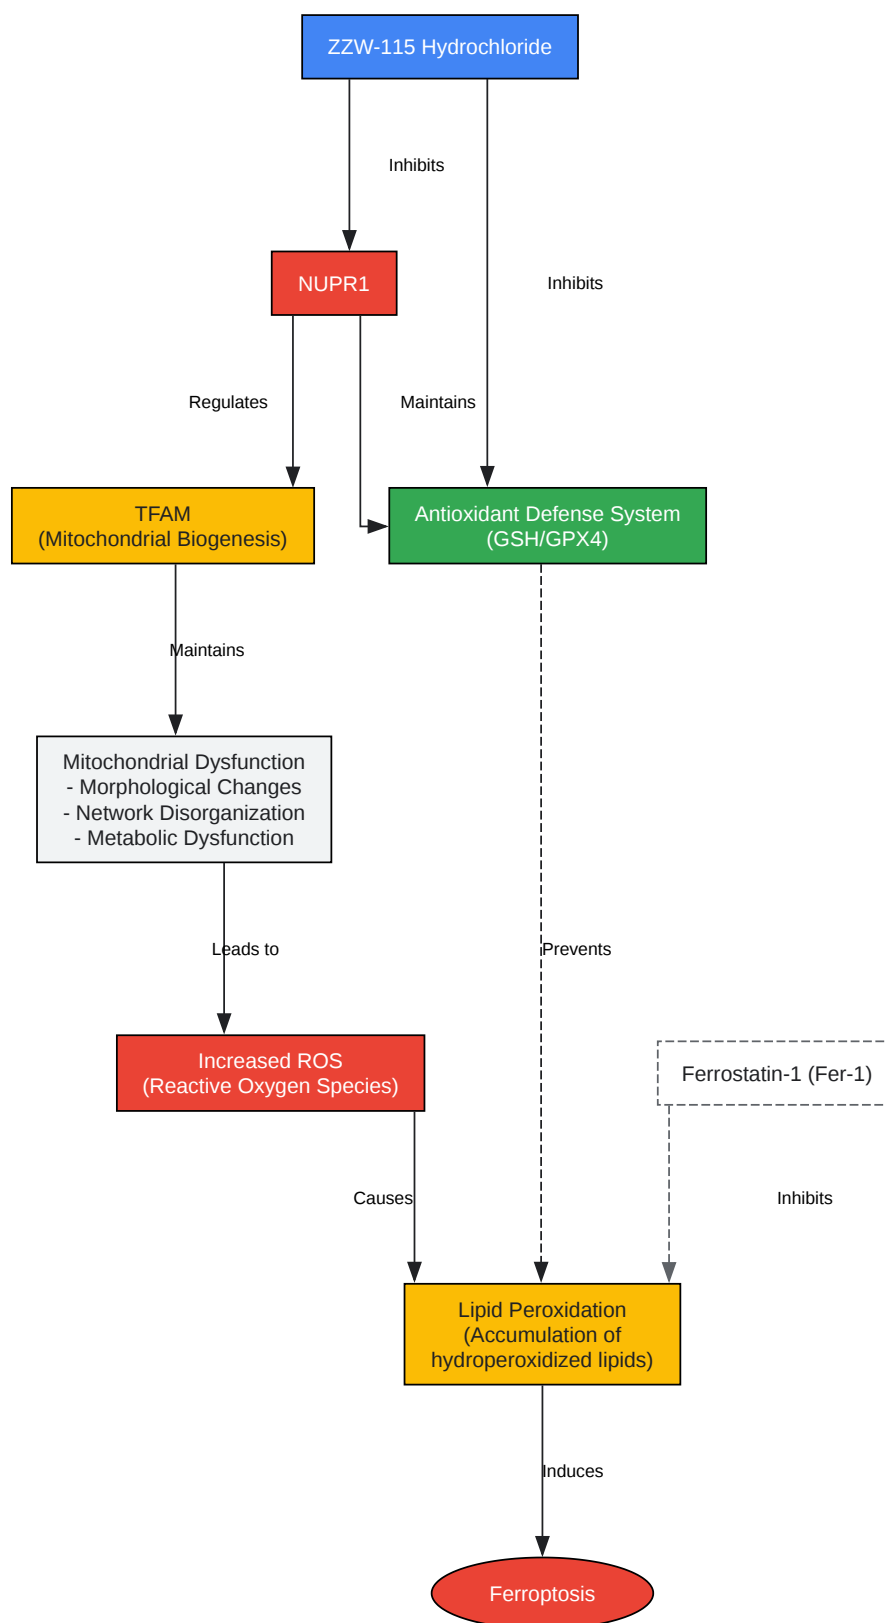 ZZW-115 Hydrochloride
Inhibits
NUPR1
Inhibits
Regulates
Maintains
TFAM
(Mitochondrial Biogenesis)
Antioxidant Defense System
(GSH/GPX4)
Maintains
Mitochondrial Dysfunction
- Morphological Changes
- Network Disorganization
- Metabolic Dysfunction
Leads to
Prevents
Increased ROS
(Reactive Oxygen Species)
Ferrostatin-1 (Fer-1)
Causes
Inhibits
Lipid Peroxidation
(Accumulation of
hydroperoxidized lipids)
Induces
Ferroptosis